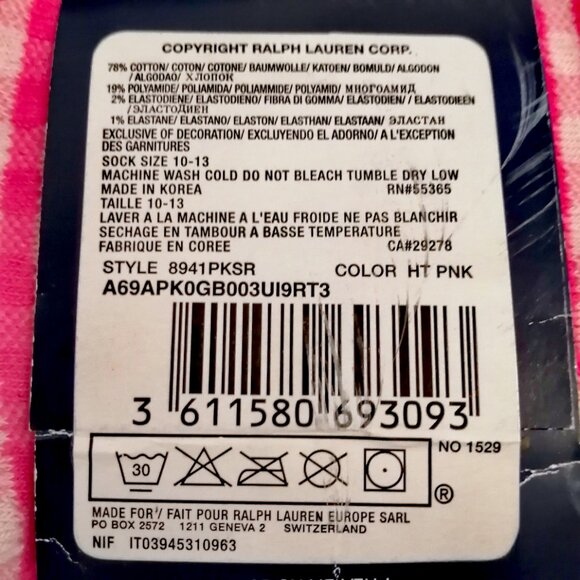 COPYRIGHT RALPH LAUREN CORP.
78% COTTON/ COTON/ COTONE/ BAUMWOLLE/ KATOEN/ BOMULD/ ALGODON
/ALGODAO/ ХЛОПОК
19% POLYAMIDE/ POLIAMIDA/ POLIAMMIDE/ POLYAMID/ МНОГОАМИД
2% ELASTODIENE/ ELASTODIENO/ FIBRA DI GOMMA/ ELASTODIEN/ / ELASTODIEEN
/ЭЛАСТОДИЕН
1% ELASTANE/ ELASTANO/ ELASTON/ ELASTHAN/ ELASTAAN/ ЭЛАСТАН
EXCLUSIVE OF DECORATION/ EXCLUYENDO EL ADORNO/ A L'EXCEPTION
DES GARNITURES
SOCK SIZE 10-13
MACHINE WASH COLD DO NOT BLEACH TUMBLE DRY LOW
MADE IN KOREA RN#55365
TAILLE 10-13
LAVER A LA MACHINE A L'EAU FROIDE NE PAS BLANCHIR
SECHAGE EN TAMBOUR A BASSE TEMPERATURE
FABRIQUE EN COREE CA#29278
STYLE 8941PKSR COLOR HT PNK
A69APK0GB003UI9RT3
3 611580 693093
NO 1529
30
®
MADE FOR/ FAIT POUR RALPH LAUREN EUROPE SARL
PO BOX 2572 1211 GENEVA 2 SWITZERLAND
NIF IT03945310963